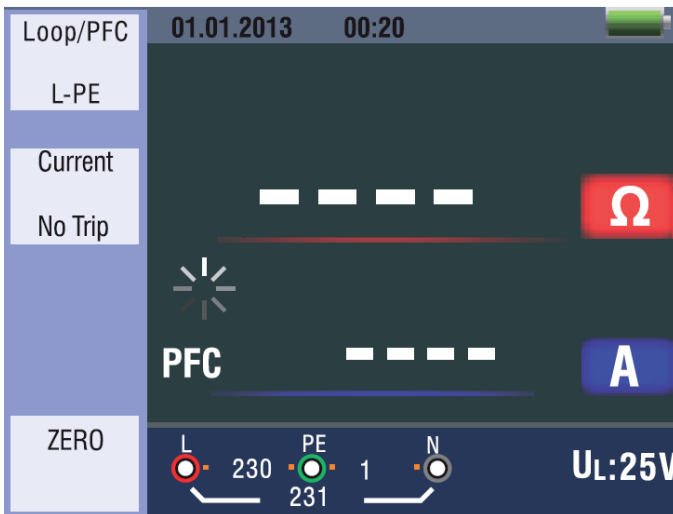 Loop/PFC
L-PE
Current
No Trip
ZERO
01.01.2013 00:20
---- Ω
PFC ---- A
L PE N
230 1
231
UL:25V